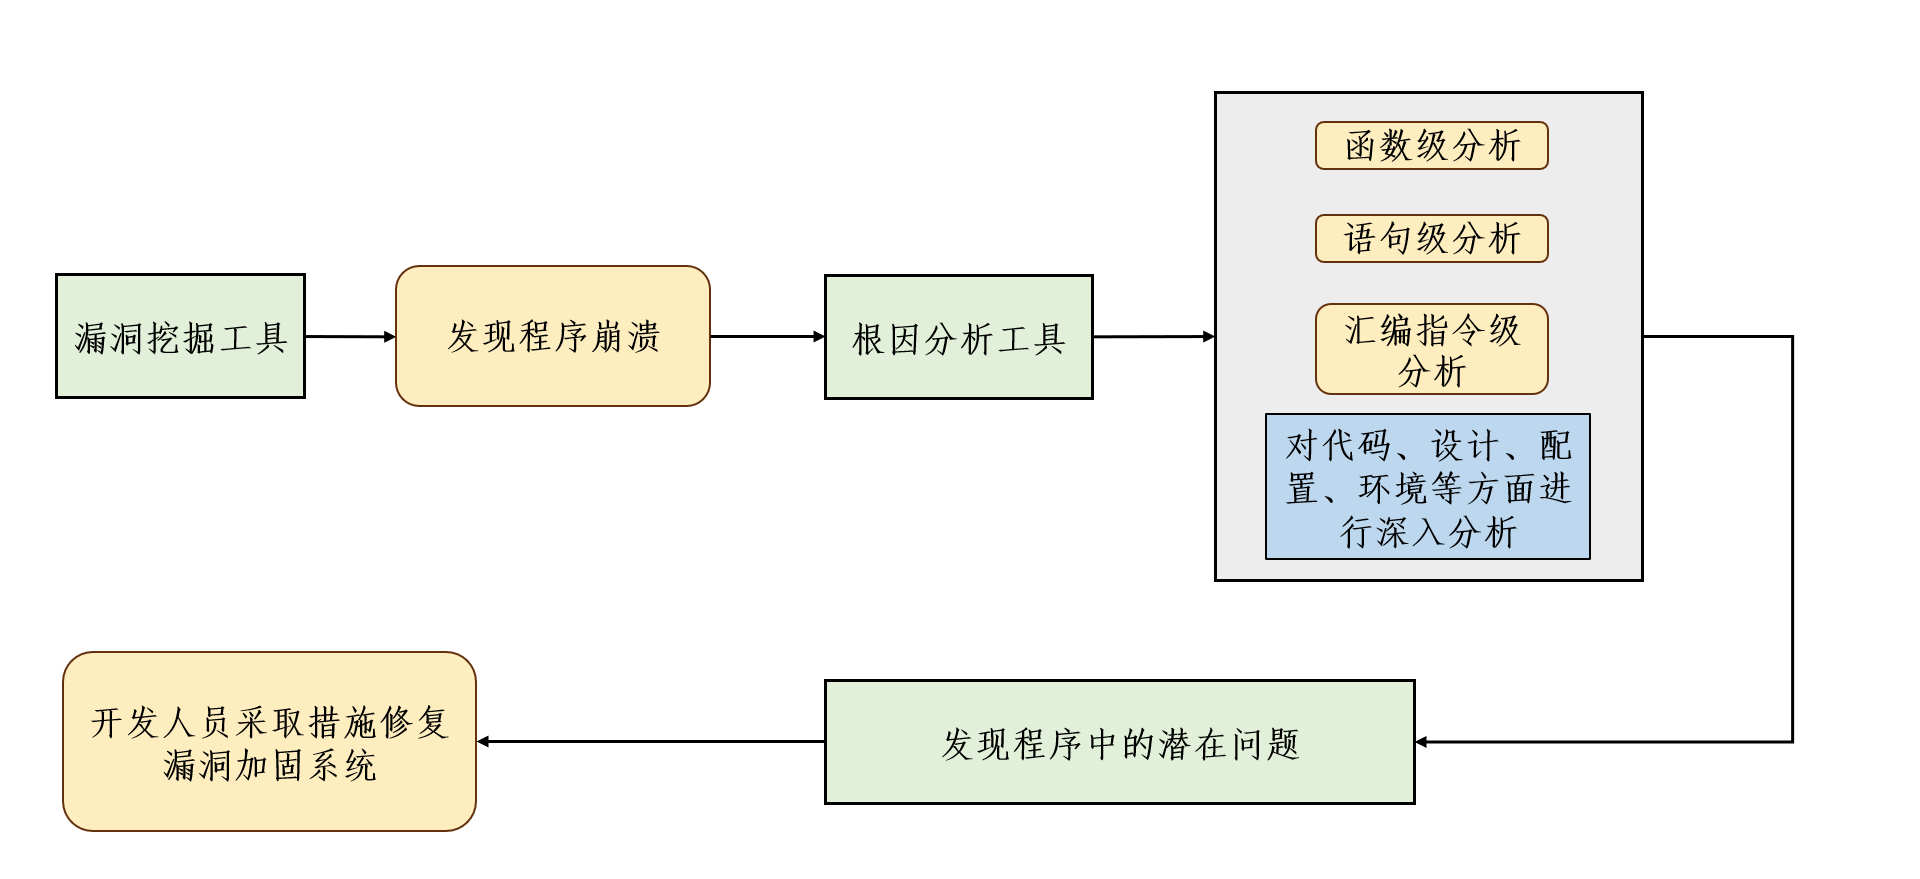 漏洞挖掘工具
发现程序崩溃
根因分析工具
函数级分析
语句级分析
汇编指令级
分析
对代码、设计、配
置、环境等方面进
行深入分析
发现程序中的潜在问题
开发人员采取措施修复
漏洞加固系统